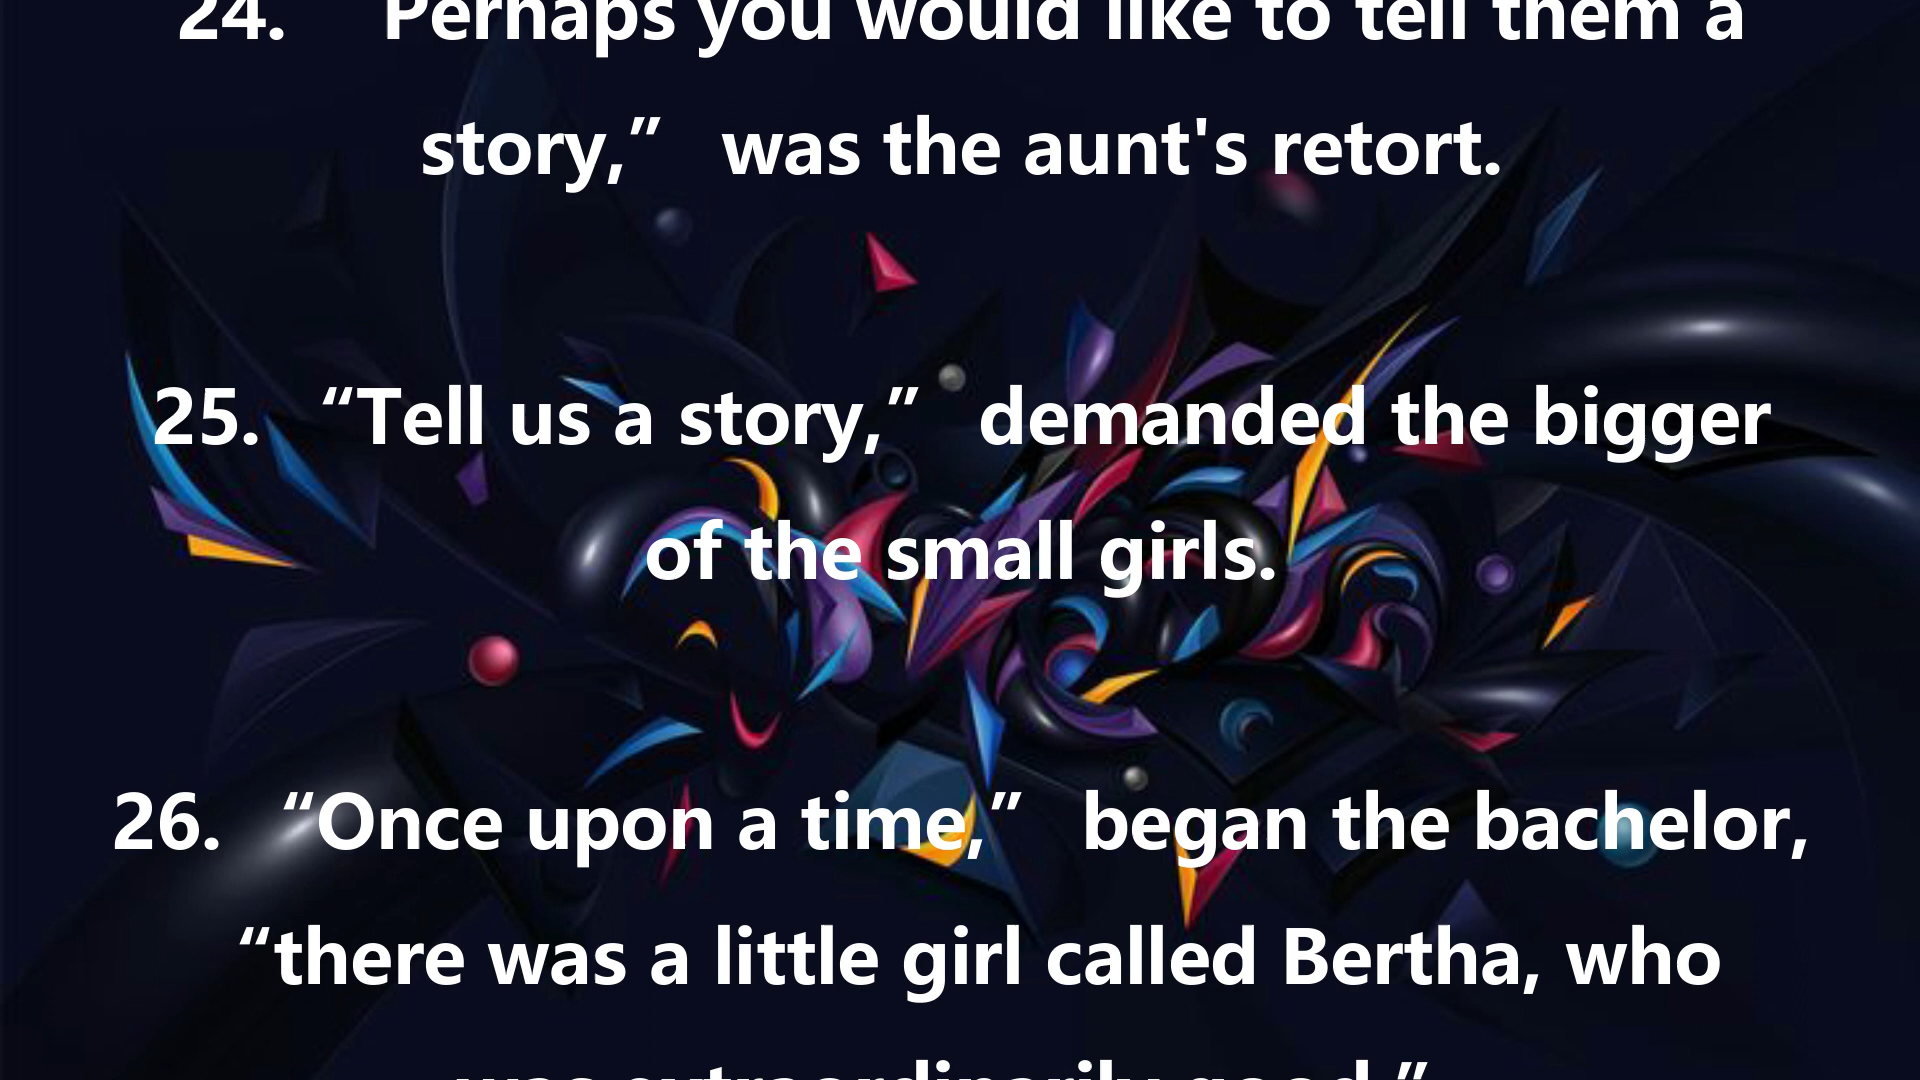 24. Perhaps you would like to tell them a
story,” was the aunt's retort.
25. “Tell us a story,” demanded the bigger
of the small girls.
26. “Once upon a time,” began the bachelor,
“there was a little girl called Bertha, who
was extraordinarily good.”